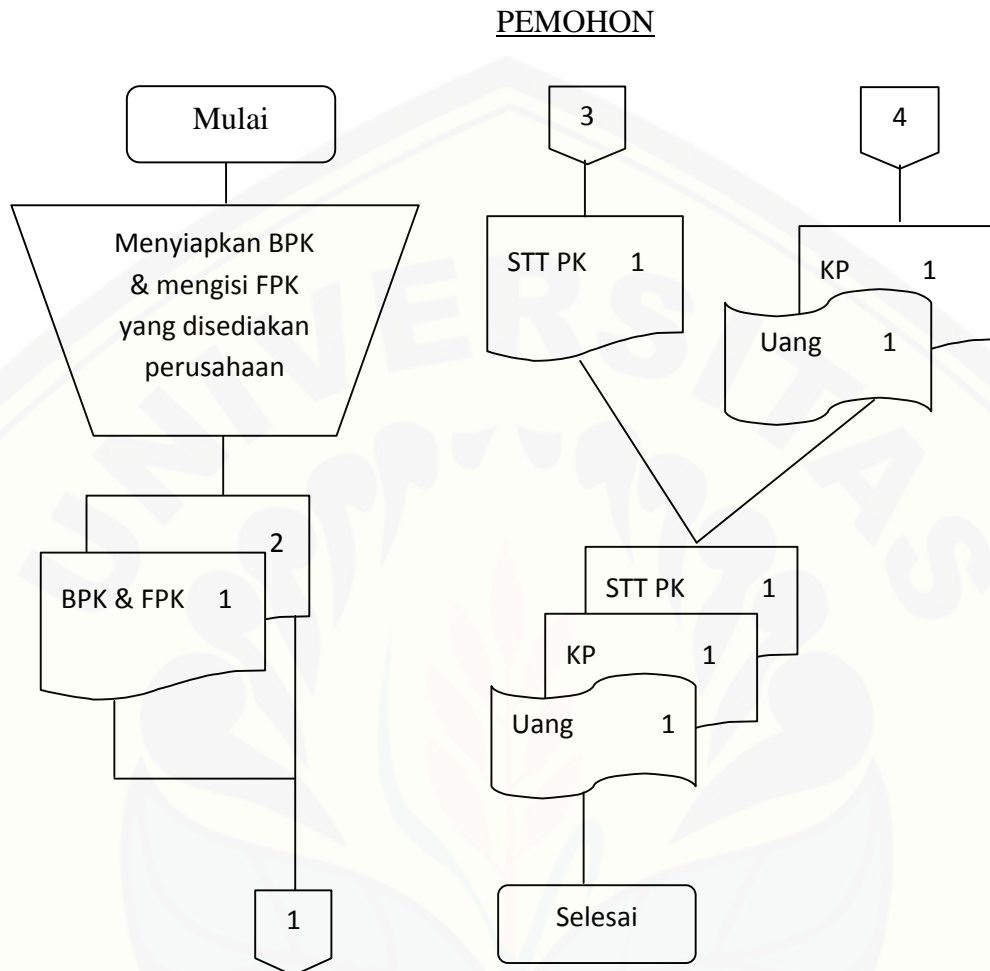 PEMOHON
Mulai
Menyiapkan BPK
& mengisi FPK
yang disediakan
perusahaan
2
BPK & FPK 1
1
3
STT PK 1
4
KP 1
Uang 1
STT PK 1
KP 1
Uang 1
Selesai
UNIVERSITAS